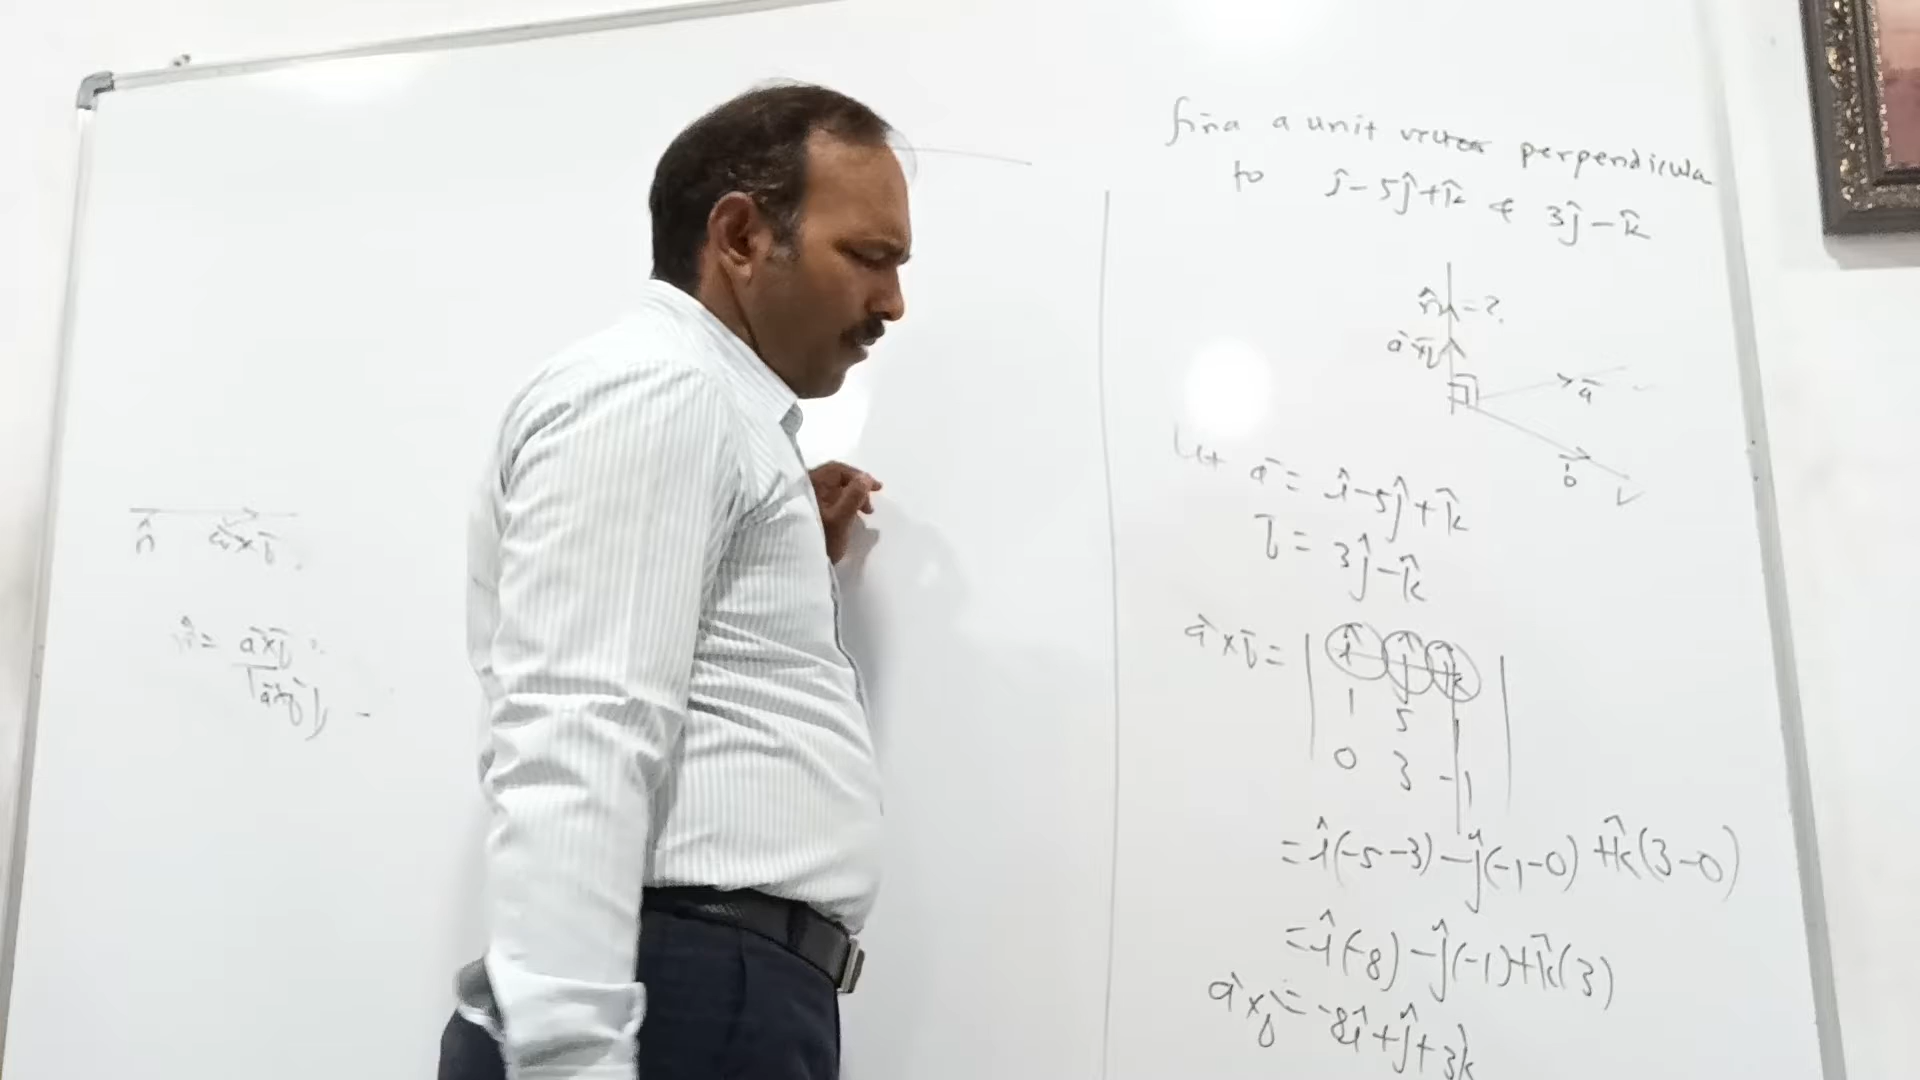 n̂ a̅×b̅
n̂ = a̅×b̅
|a̅×b̅|
find a unit vector perpendicular
to î-5ĵ+k̂ & 3ĵ-k̂
n̂=?
a̅×b̅
a̅
b̅
Let a̅ = î-5ĵ+k̂
b̅ = 3ĵ-k̂
a̅×b̅ = | î ĵ k̂ |
1 5 1
0 3 -1
= î(-5-3)-ĵ(-1-0)+k̂(3-0)
= î(-8)-ĵ(-1)+k̂(3)
a̅×b̅ = -8î+ĵ+3k